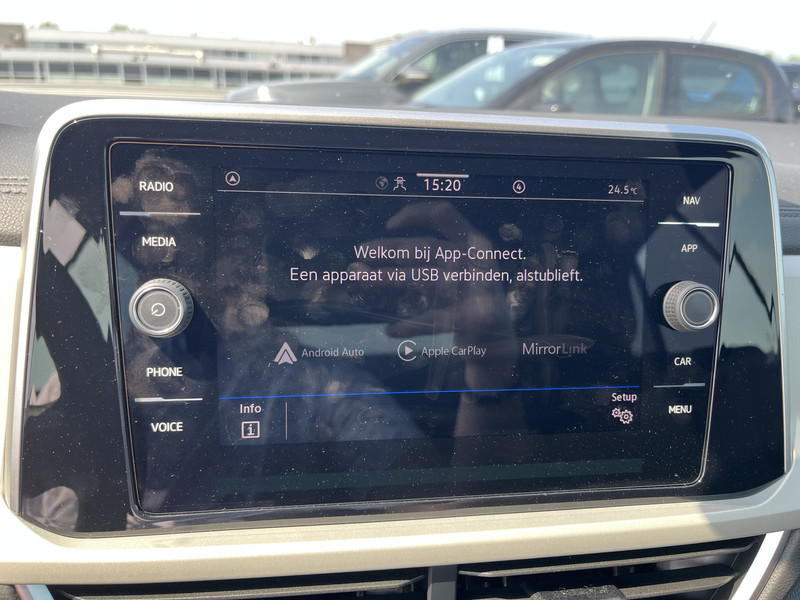 RADIO
MEDIA
PHONE
VOICE
15:20
4
24.5°C
Welkom bij App-Connect.
Een apparaat via USB verbinden, alstublieft.
Android Auto
Apple CarPlay
MirrorLink
Info
Setup
NAV
APP
CAR
MENU